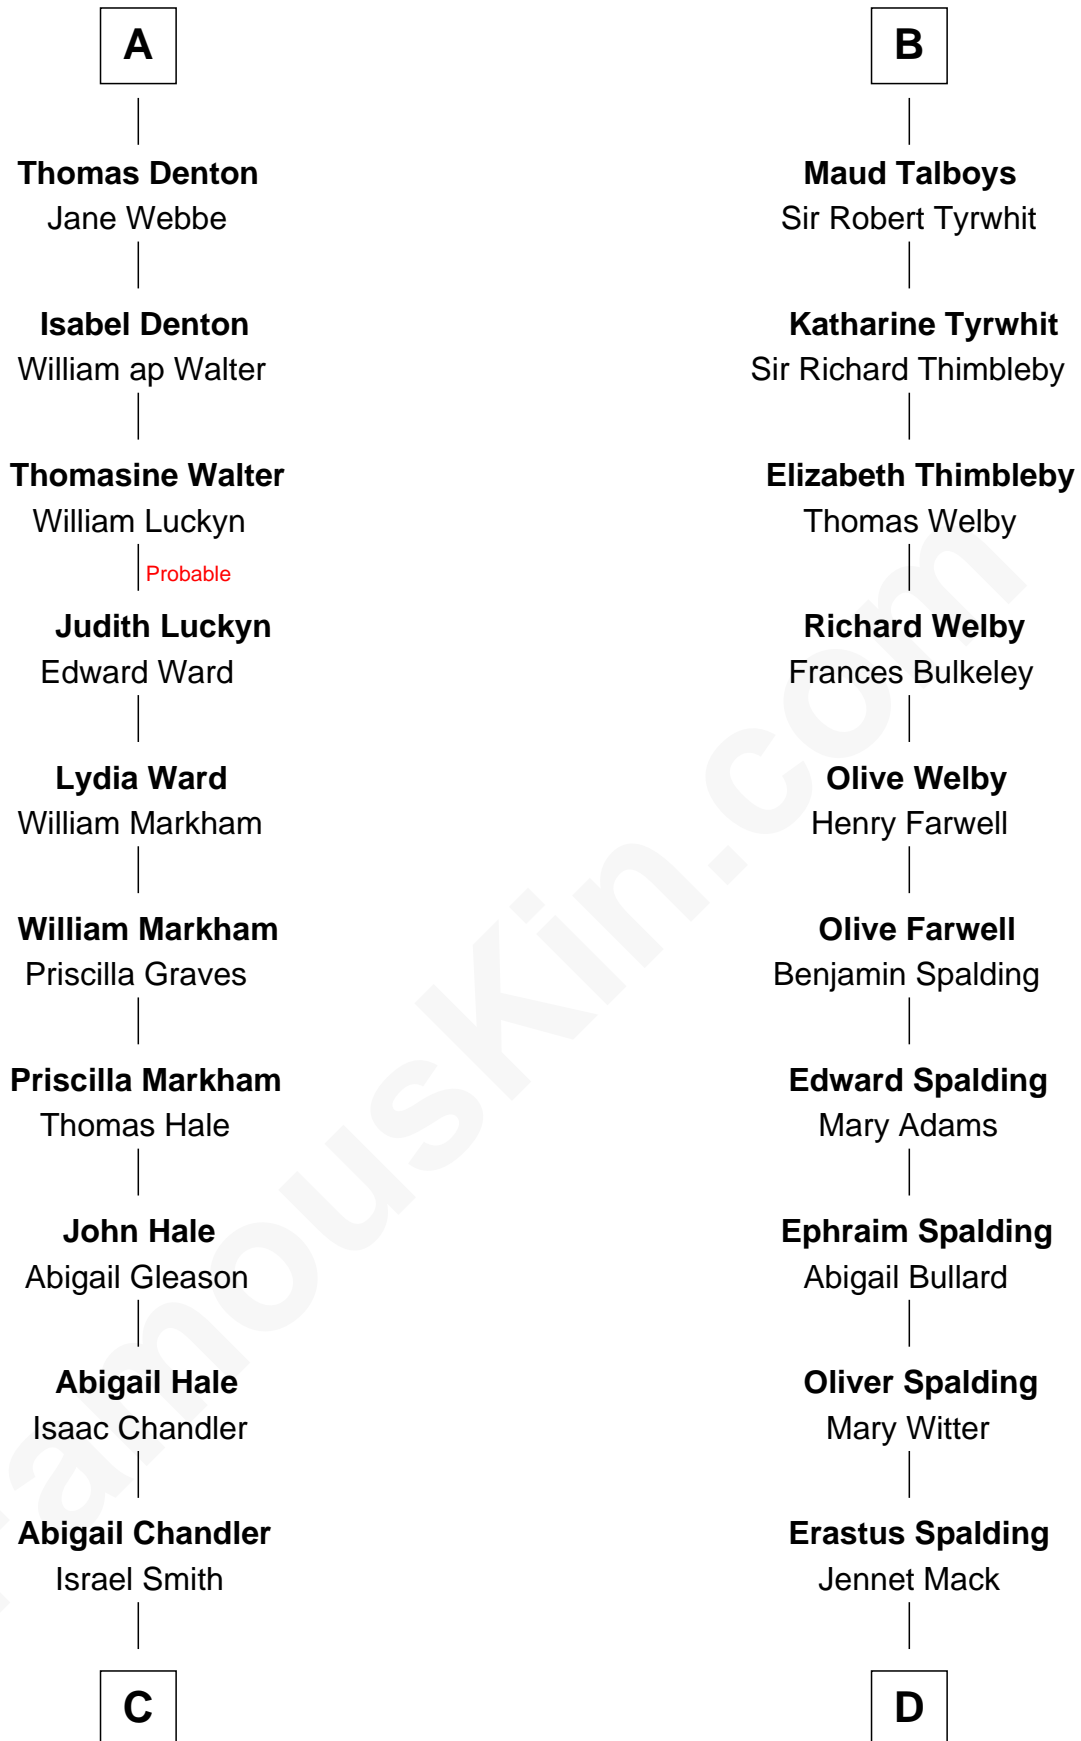 A
Thomas Denton
Jane Webbe
Isabel Denton
William ap Walter
Thomasine Walter
William Luckyn
Probable
Judith Luckyn
Edward Ward
Lydia Ward
William Markham
William Markham
Priscilla Graves
Priscilla Markham
Thomas Hale
John Hale
Abigail Gleason
Abigail Hale
Isaac Chandler
Abigail Chandler
Israel Smith
C
B
Maud Talboys
Sir Robert Tyrwhit
Katharine Tyrwhit
Sir Richard Thimbleby
Elizabeth Thimbleby
Thomas Welby
Richard Welby
Frances Bulkeley
Olive Welby
Henry Farwell
Olive Farwell
Benjamin Spalding
Edward Spalding
Mary Adams
Ephraim Spalding
Abigail Bullard
Oliver Spalding
Mary Witter
Erastus Spalding
Jennet Mack
D
FamousKin.com